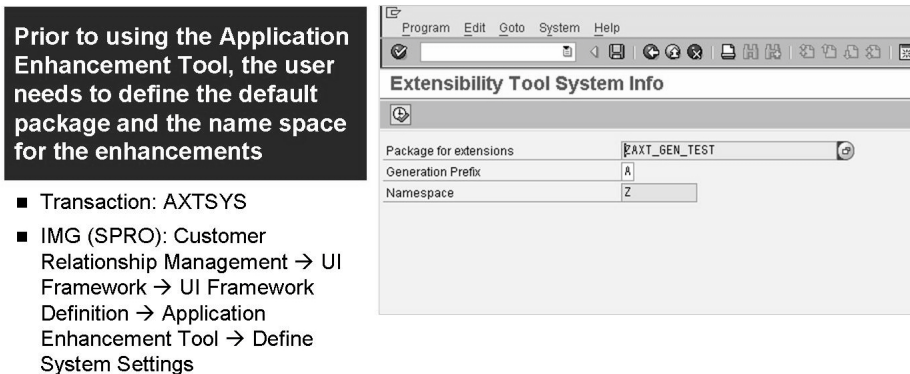 Prior to using the Application
Enhancement Tool, the user
needs to define the default
package and the name space
for the enhancements
■ Transaction: AXTSYS
■ IMG (SPRO): Customer
Relationship Management → UI
Framework → UI Framework
Definition → Application
Enhancement Tool → Define
System Settings
Program Edit Goto System Help
Extensibility Tool System Info
Package for extensions ZAXT_GEN_TEST
Generation Prefix A
Namespace Z